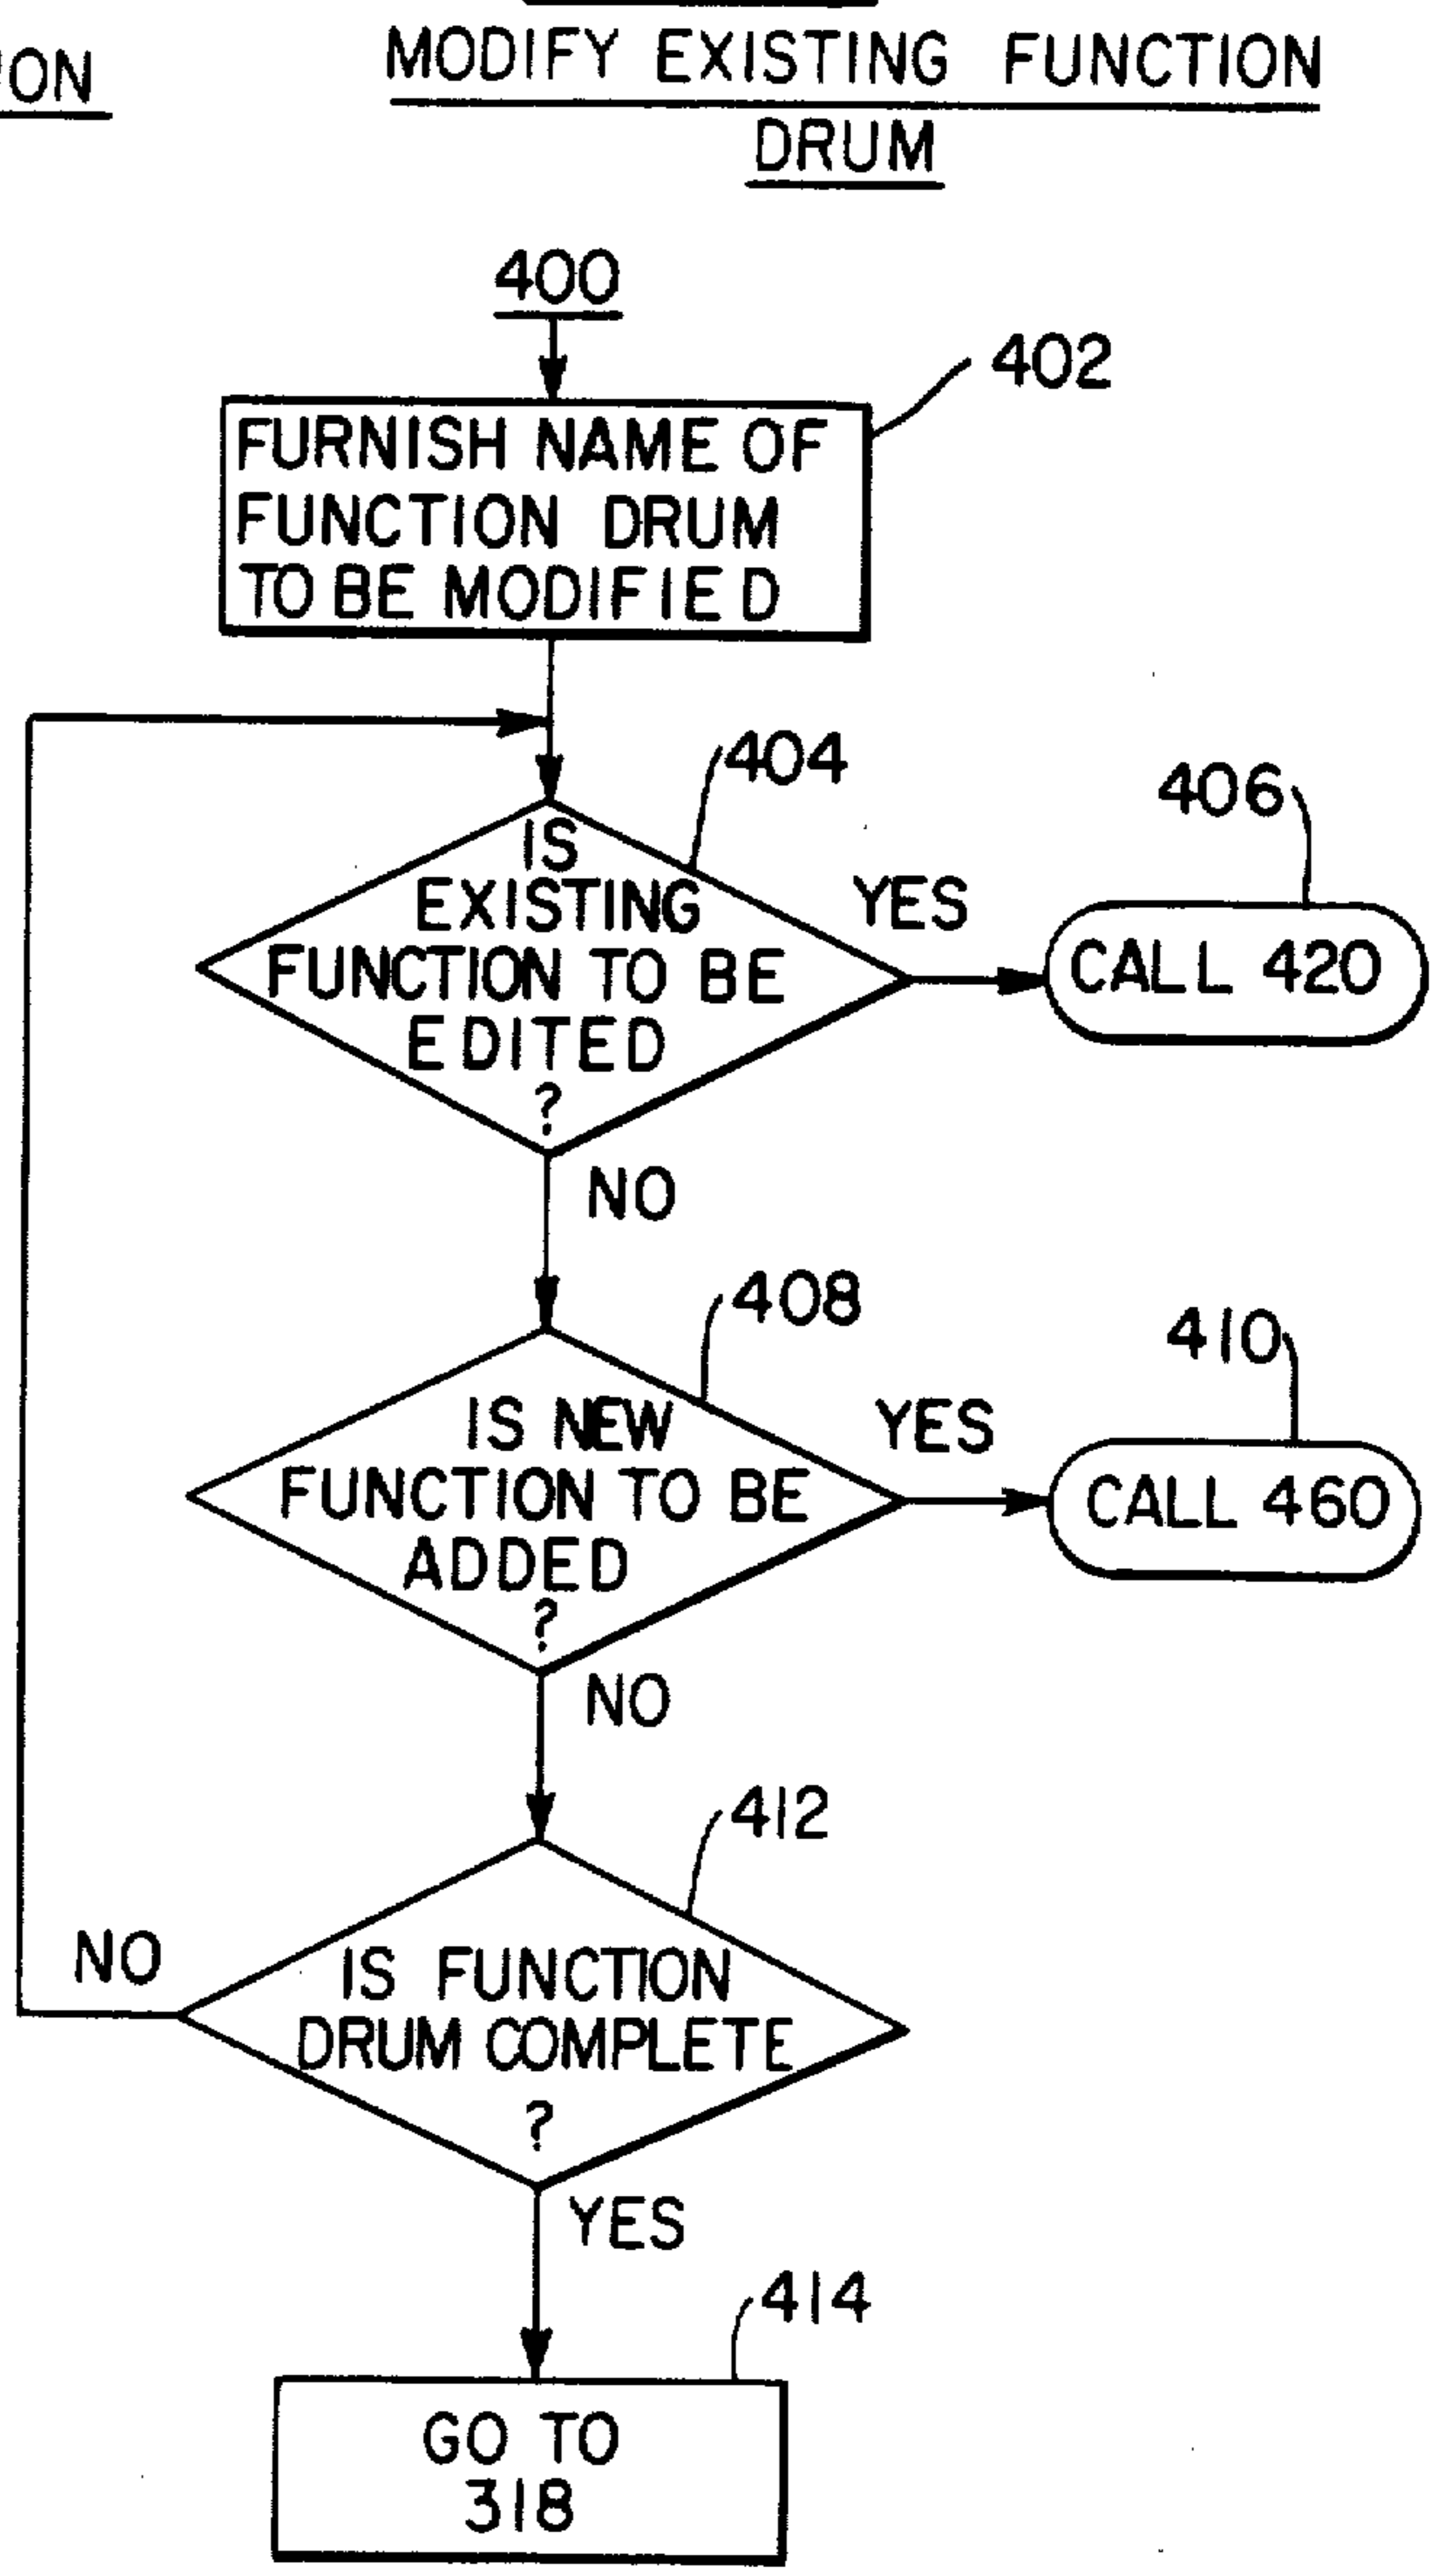 ON
MODIFY EXISTING FUNCTION
DRUM
400
402
FURNISH NAME OF
FUNCTION DRUM
TO BE MODIFIED
404
406
IS
EXISTING
FUNCTION TO BE
EDITED
?
YES
CALL 420
NO
408
410
IS NEW
FUNCTION TO BE
ADDED
?
YES
CALL 460
NO
412
NO
IS FUNCTION
DRUM COMPLETE
?
YES
414
GO TO
318